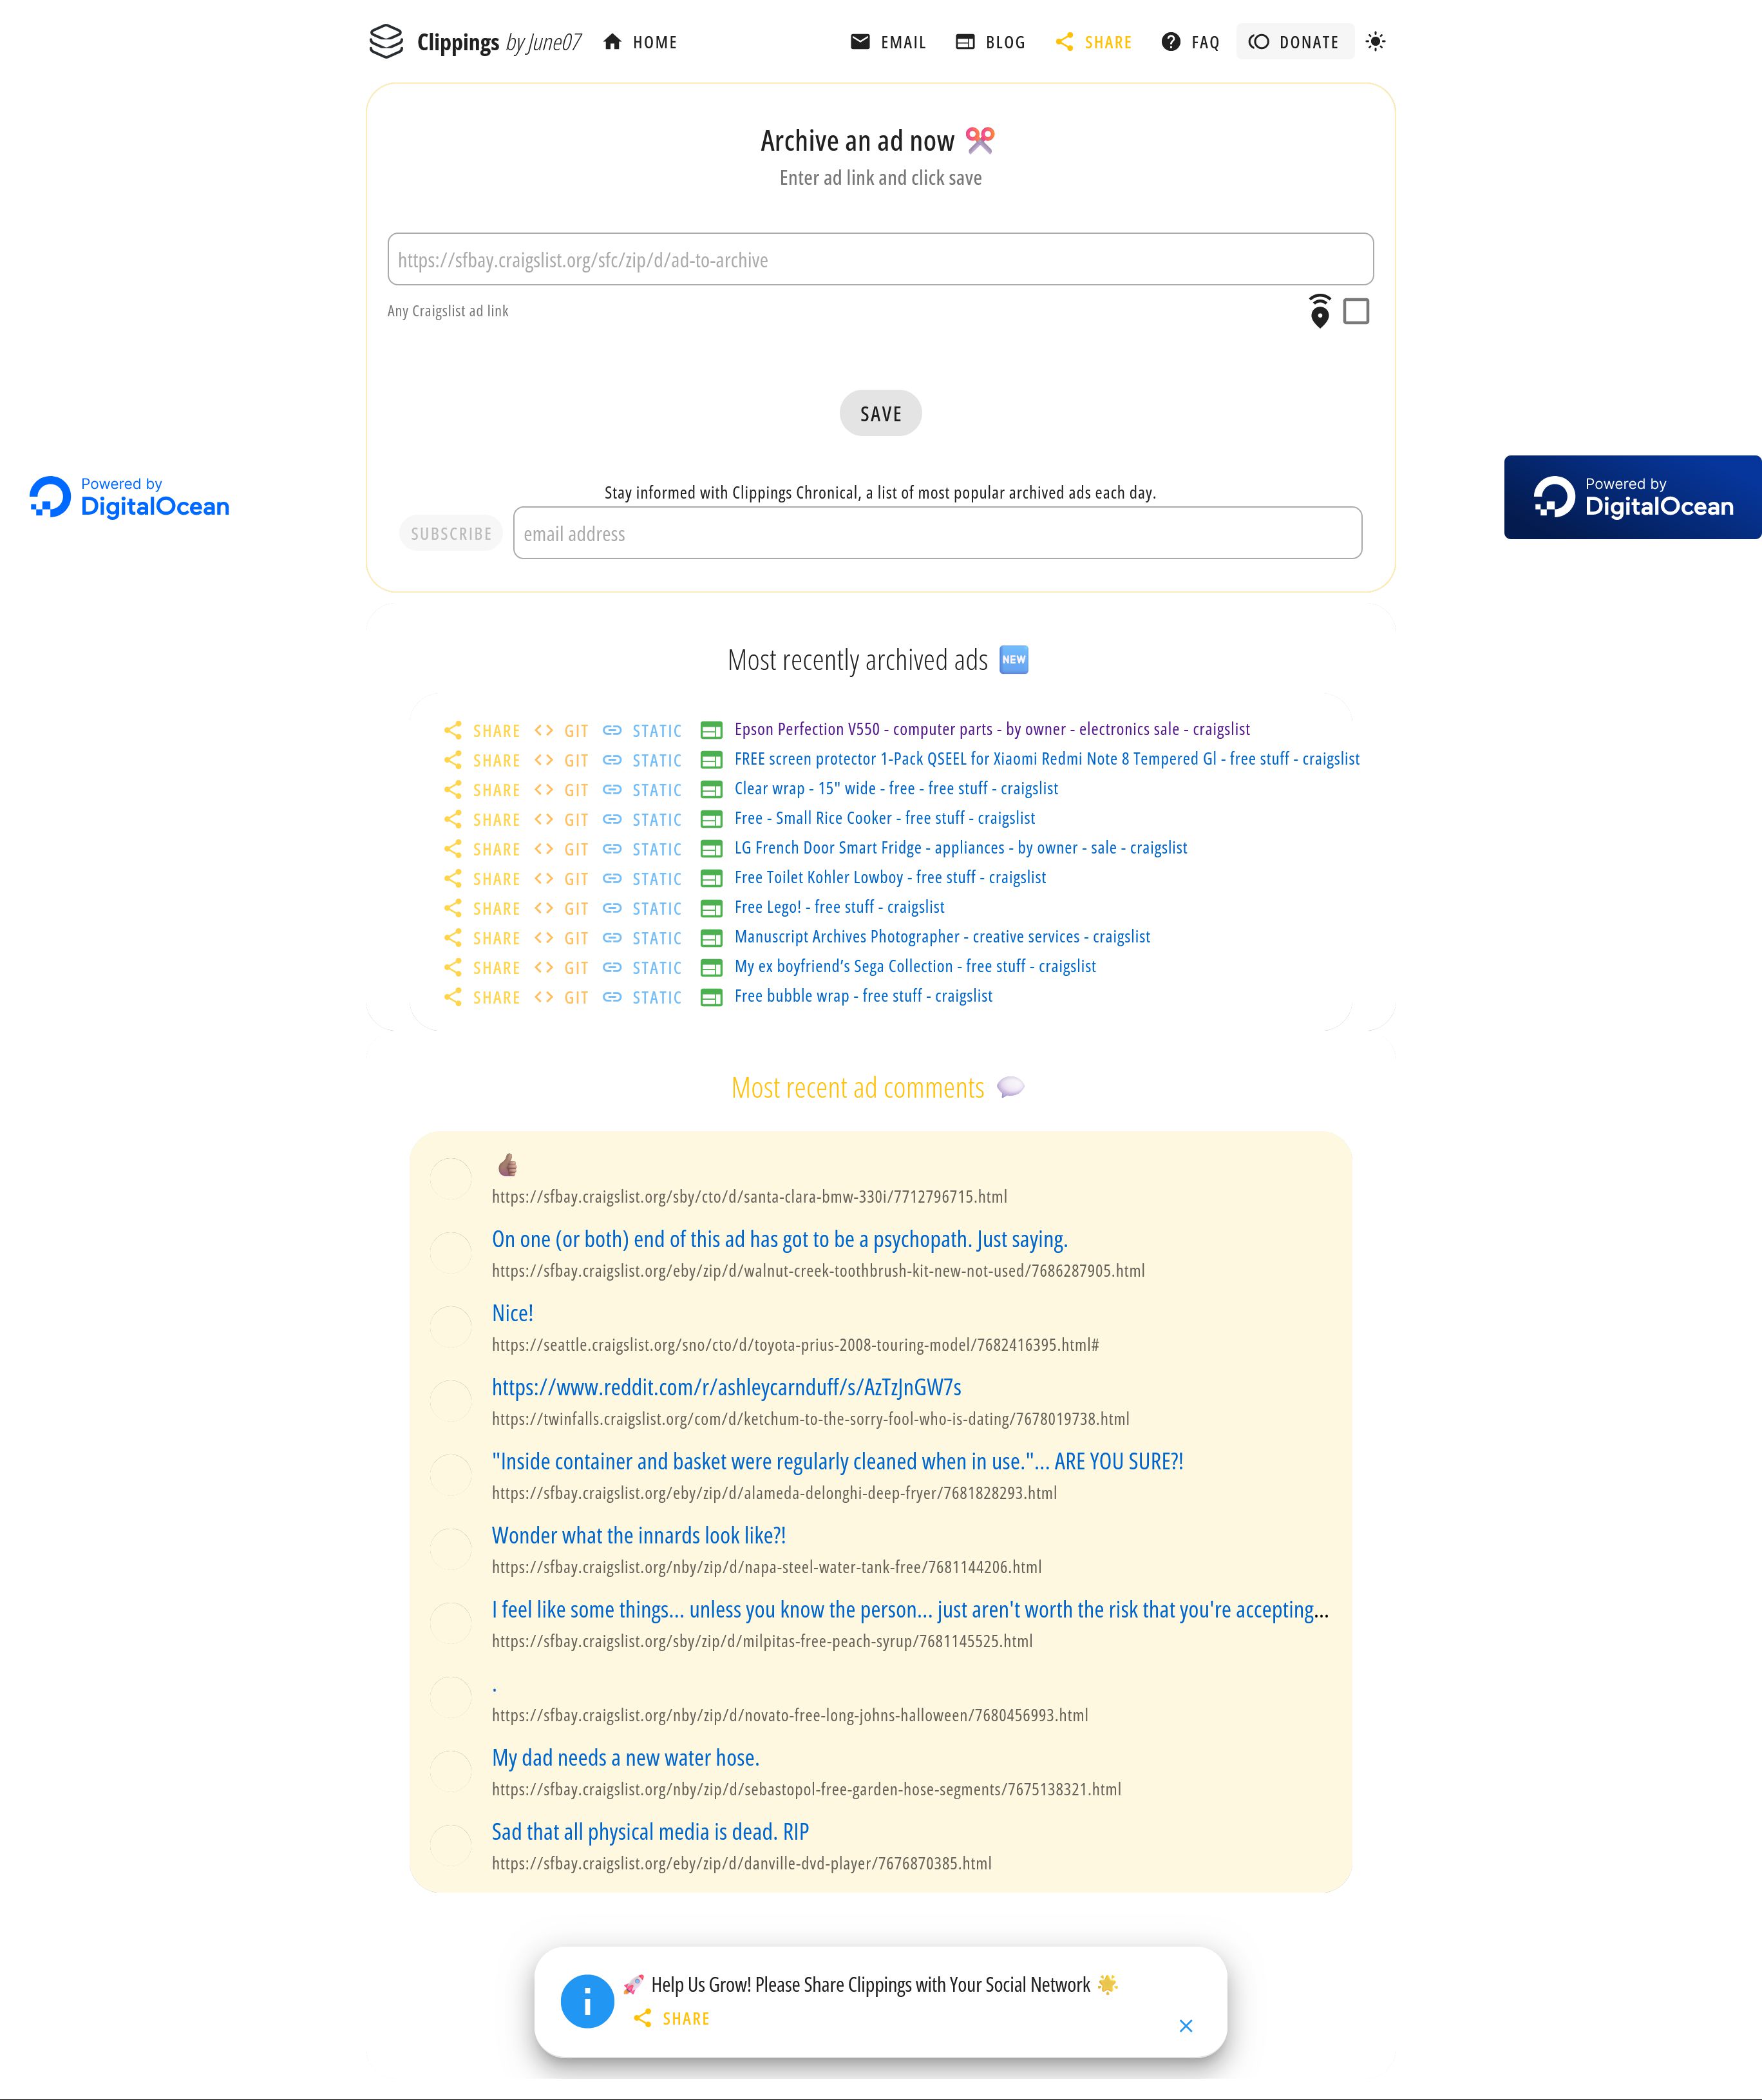 Clippings by June07 HOME EMAIL BLOG SHARE FAQ DONATE
Archive an ad now
Enter ad link and click save
https://sfbay.craigslist.org/sfc/zip/d/ad-to-archive
Any Craigslist ad link
SAVE
Powered by
DigitalOcean
Powered by
DigitalOcean
Stay informed with Clippings Chronical, a list of most popular archived ads each day.
SUBSCRIBE email address
Most recently archived ads NEW
SHARE GIT STATIC Epson Perfection V550 - computer parts - by owner - electronics sale - craigslist
SHARE GIT STATIC FREE screen protector 1-Pack QSEEL for Xiaomi Redmi Note 8 Tempered Gl - free stuff - craigslist
SHARE GIT STATIC Clear wrap - 15" wide - free - free stuff - craigslist
SHARE GIT STATIC Free - Small Rice Cooker - free stuff - craigslist
SHARE GIT STATIC LG French Door Smart Fridge - appliances - by owner - sale - craigslist
SHARE GIT STATIC Free Toilet Kohler Lowboy - free stuff - craigslist
SHARE GIT STATIC Free Lego! - free stuff - craigslist
SHARE GIT STATIC Manuscript Archives Photographer - creative services - craigslist
SHARE GIT STATIC My ex boyfriend’s Sega Collection - free stuff - craigslist
SHARE GIT STATIC Free bubble wrap - free stuff - craigslist
Most recent ad comments
https://sfbay.craigslist.org/sby/cto/d/santa-clara-bmw-330i/7712796715.html
On one (or both) end of this ad has got to be a psychopath. Just saying.
https://sfbay.craigslist.org/eby/zip/d/walnut-creek-toothbrush-kit-new-not-used/7686287905.html
Nice!
https://seattle.craigslist.org/sno/cto/d/toyota-prius-2008-touring-model/7682416395.html#
https://www.reddit.com/r/ashleycarnduff/s/AzTzJnGW7s
https://twinfalls.craigslist.org/com/d/ketchum-to-the-sorry-fool-who-is-dating/7678019738.html
"Inside container and basket were regularly cleaned when in use."... ARE YOU SURE?!
https://sfbay.craigslist.org/eby/zip/d/alameda-delonghi-deep-fryer/7681828293.html
Wonder what the innards look like?!
https://sfbay.craigslist.org/nby/zip/d/napa-steel-water-tank-free/7681144206.html
I feel like some things... unless you know the person... just aren't worth the risk that you're accepting...
https://sfbay.craigslist.org/sby/zip/d/milpitas-free-peach-syrup/7681145525.html
.
https://sfbay.craigslist.org/nby/zip/d/novato-free-long-johns-halloween/7680456993.html
My dad needs a new water hose.
https://sfbay.craigslist.org/nby/zip/d/sebastopol-free-garden-hose-segments/7675138321.html
Sad that all physical media is dead. RIP
https://sfbay.craigslist.org/eby/zip/d/danville-dvd-player/7676870385.html
Help Us Grow! Please Share Clippings with Your Social Network
SHARE